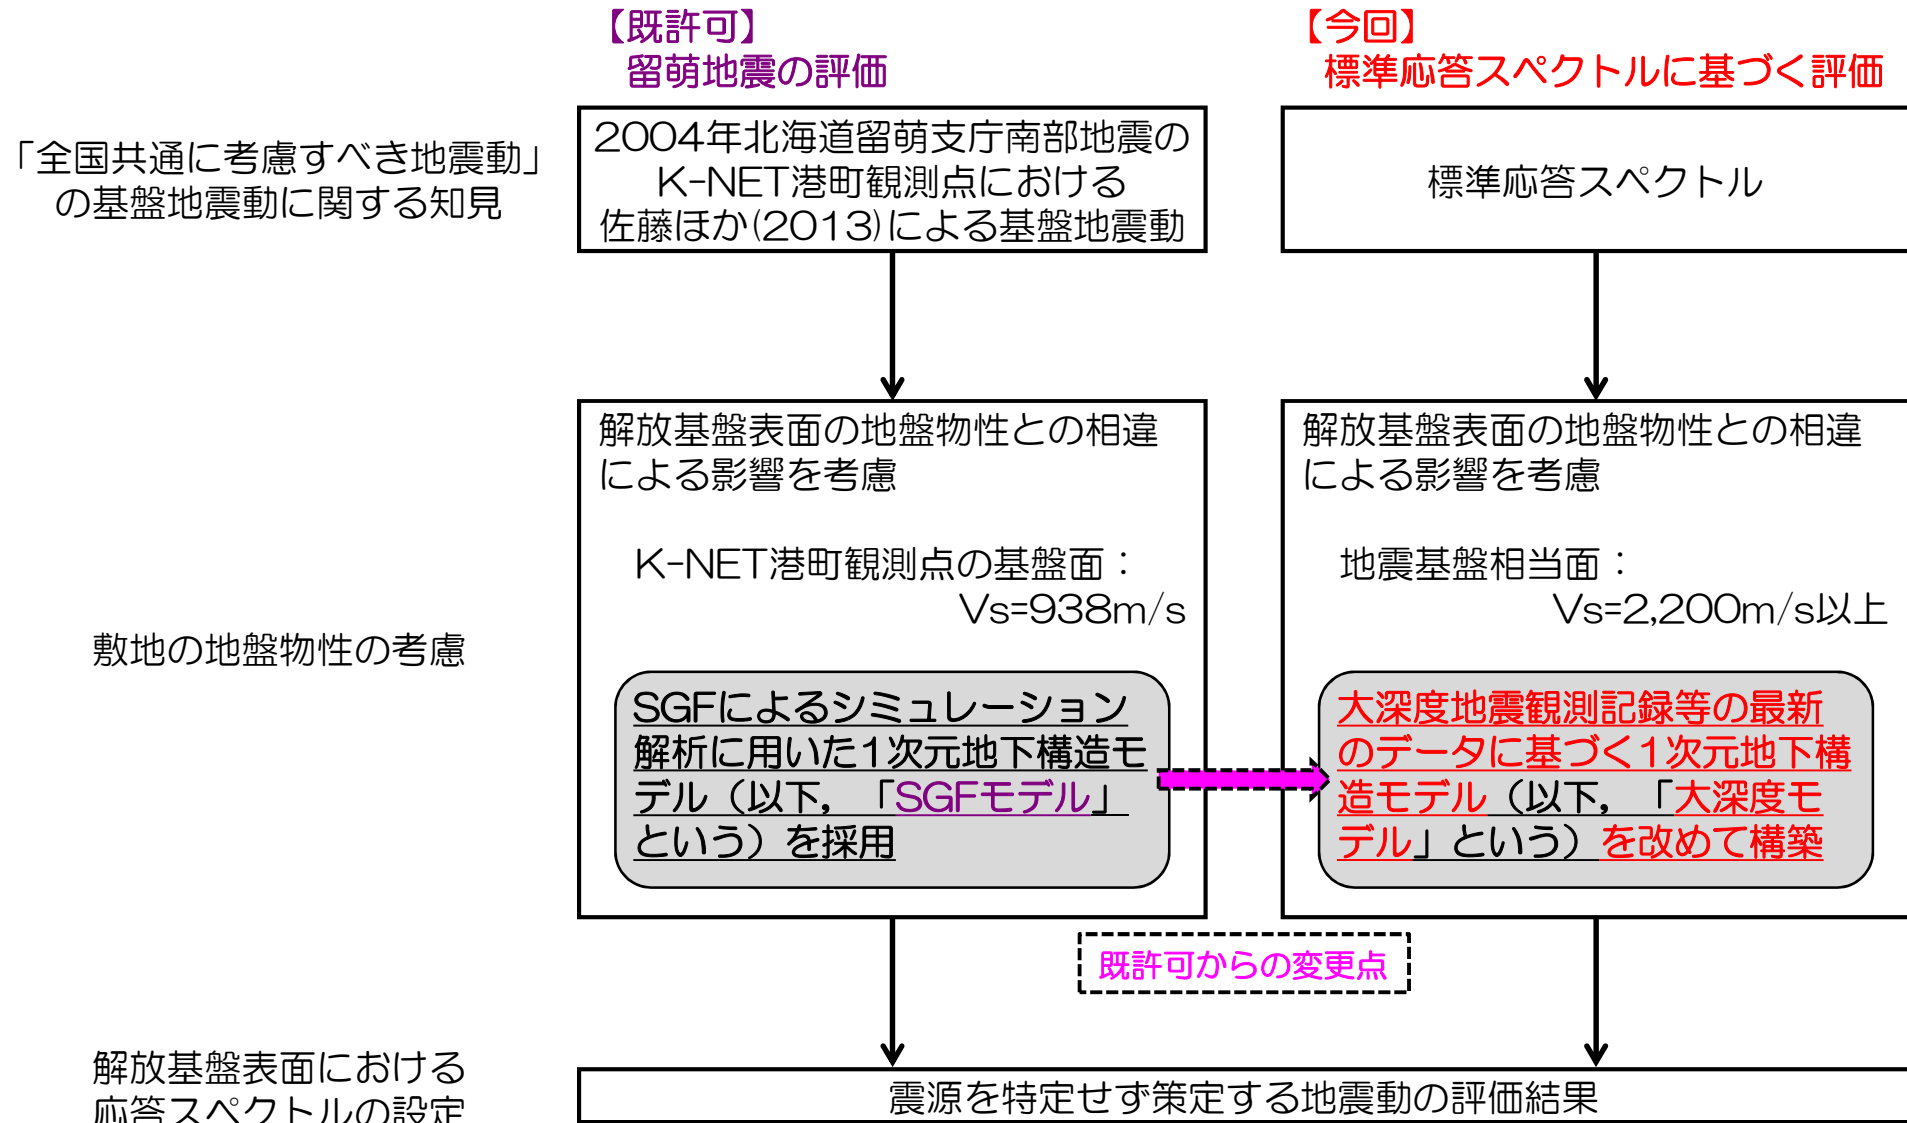 【既許可】
留萌地震の評価
【今回】
標準応答スペクトルに基づく評価
「全国共通に考慮すべき地震動」
の基盤地震動に関する知見
2004年北海道留萌支庁南部地震の
K-NET港町観測点における
佐藤ほか(2013)による基盤地震動
標準応答スペクトル
敷地の地盤物性の考慮
解放基盤表面の地盤物性との相違
による影響を考慮
K-NET港町観測点の基盤面：
Vs=938m/s
SGFによるシミュレーション
解析に用いた1次元地下構造モ
デル（以下，「SGFモデル」
という）を採用
解放基盤表面の地盤物性との相違
による影響を考慮
地震基盤相当面：
Vs=2,200m/s以上
大深度地震観測記録等の最新
のデータに基づく1次元地下構
造モデル（以下，「大深度モ
デル」という）を改めて構築
既許可からの変更点
解放基盤表面における
応答スペクトルの設定
震源を特定せず策定する地震動の評価結果